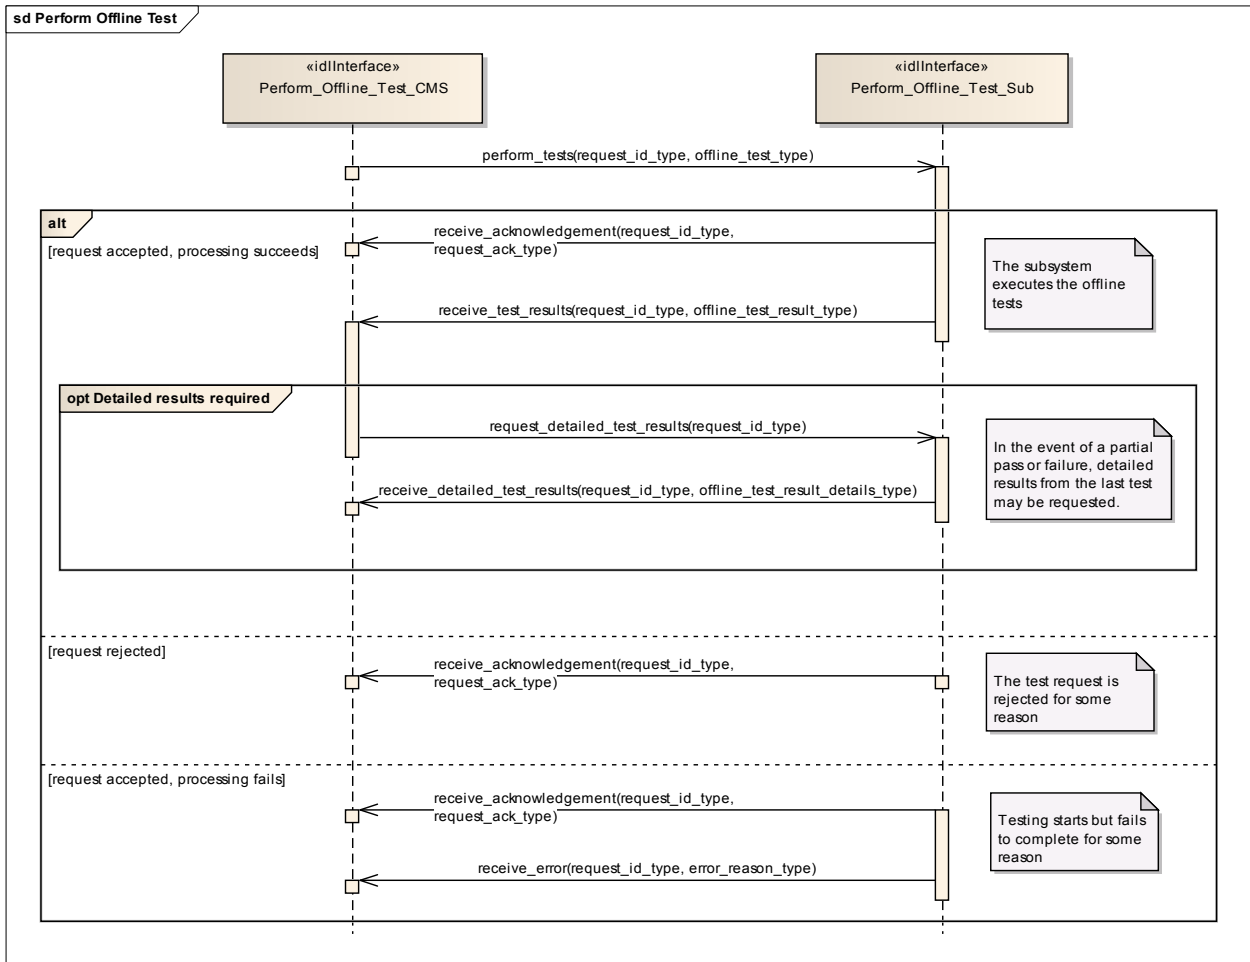 sd Perform Offline Test
«idlInterface»
Perform_Offline_Test_CMS
«idlInterface»
Perform_Offline_Test_Sub
perform_tests(request_id_type, offline_test_type)
alt
[request accepted, processing succeeds]
receive_acknowledgement(request_id_type,
request_ack_type)
The subsystem
executes the offline
tests
receive_test_results(request_id_type, offline_test_result_type)
opt Detailed results required
request_detailed_test_results(request_id_type)
In the event of a partial
pass or failure, detailed
results from the last test
may be requested.
receive_detailed_test_results(request_id_type, offline_test_result_details_type)
[request rejected]
receive_acknowledgement(request_id_type,
request_ack_type)
The test request is
rejected for some
reason
[request accepted, processing fails]
receive_acknowledgement(request_id_type,
request_ack_type)
Testing starts but fails
to complete for some
reason
receive_error(request_id_type, error_reason_type)